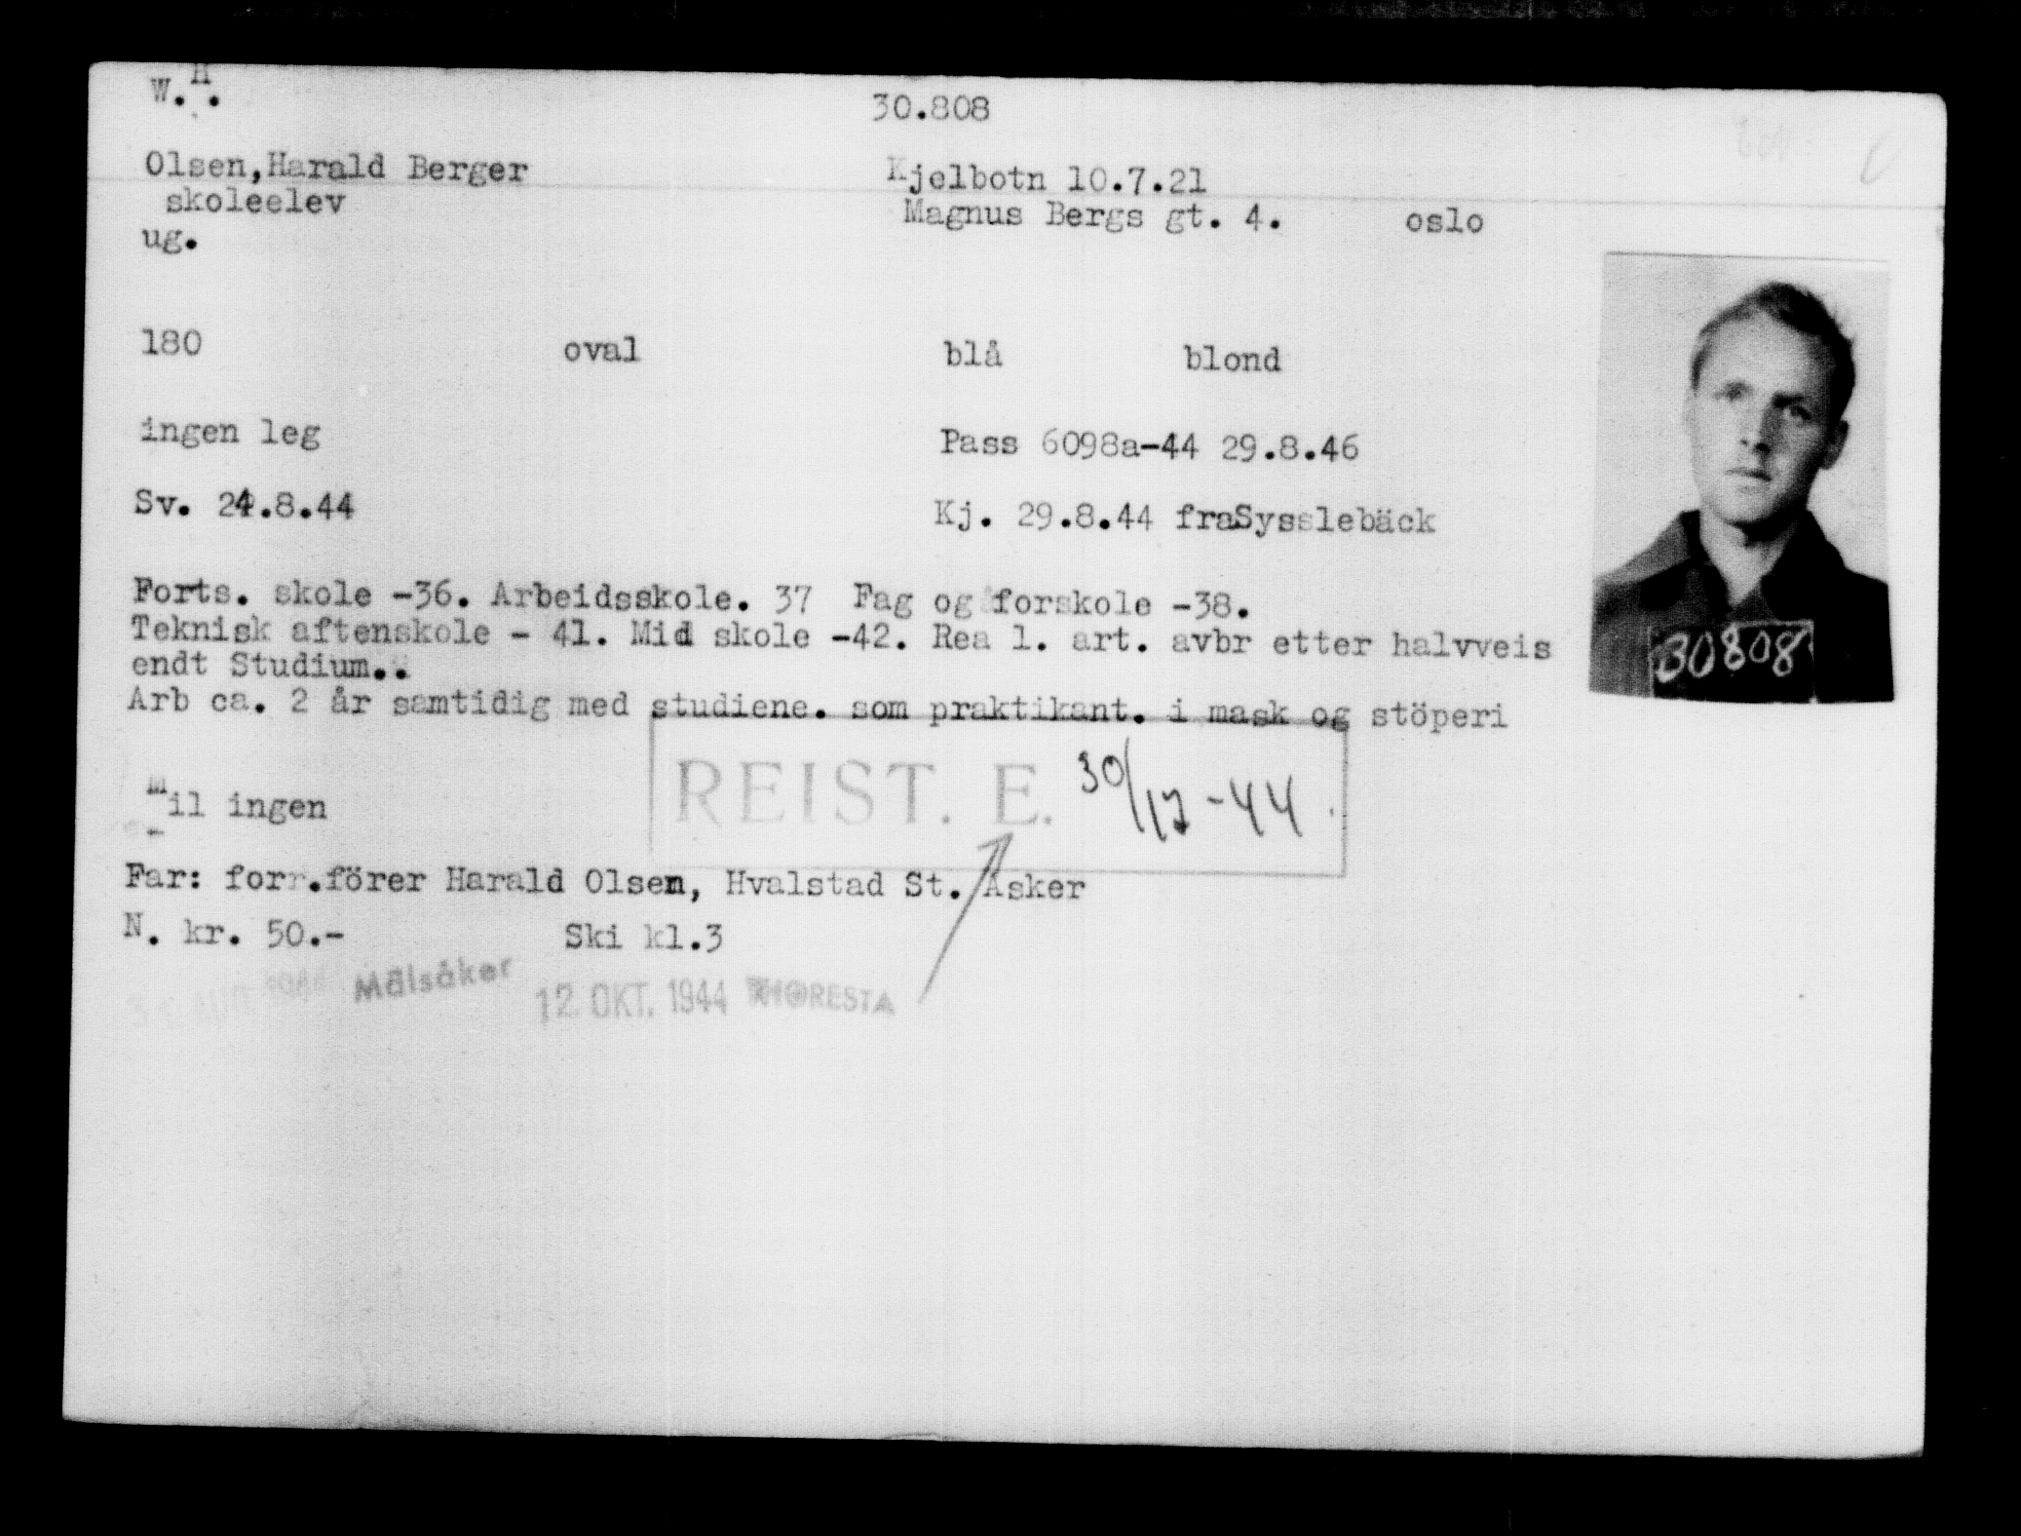 W.H.
30.808
Olsen,Harald Berger
Kjelbotn 10.7.21
skoleelev
Magnus Bergs gt. 4. oslo
ug.
180 oval blå blond
ingen leg
Pass 6098a-44 29.8.46
Sv. 24.8.44
Kj. 29.8.44 fraSysslebäck
Forts. skole -36. Arbeidsskole. 37 Fag og forskole -38.
Teknisk aftenskole - 41. Mid skole -42. Rea l. art. avbr etter halvveis
endt Studium..
Arb ca. 2 år samtidig med studiene. som praktikant. i mask og stöperi
REIST. E. 30/12-44.
Mil ingen
Far: forr.förer Harald Olsen, Hvalstad St. Asker
N. kr. 50.- Ski kl.3
AUG 1944 Mälsåker 12. OKT. 1944 THORESTA
30808